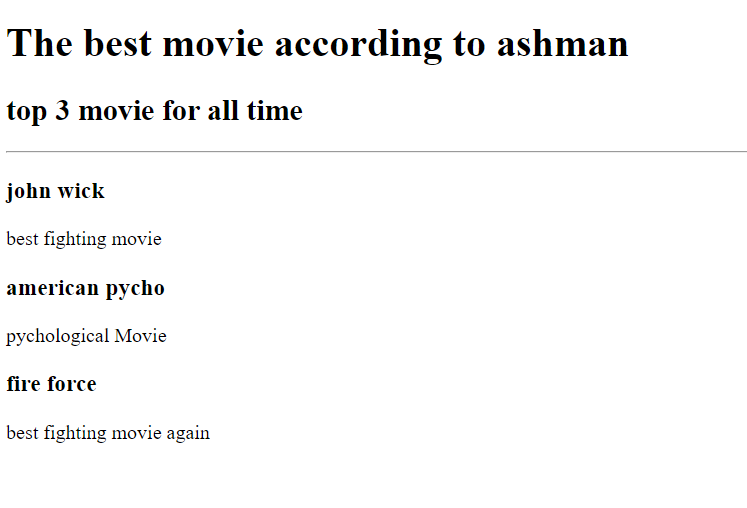 The best movie according to ashman
top 3 movie for all time
john wick
best fighting movie
american pycho
pychological Movie
fire force
best fighting movie again